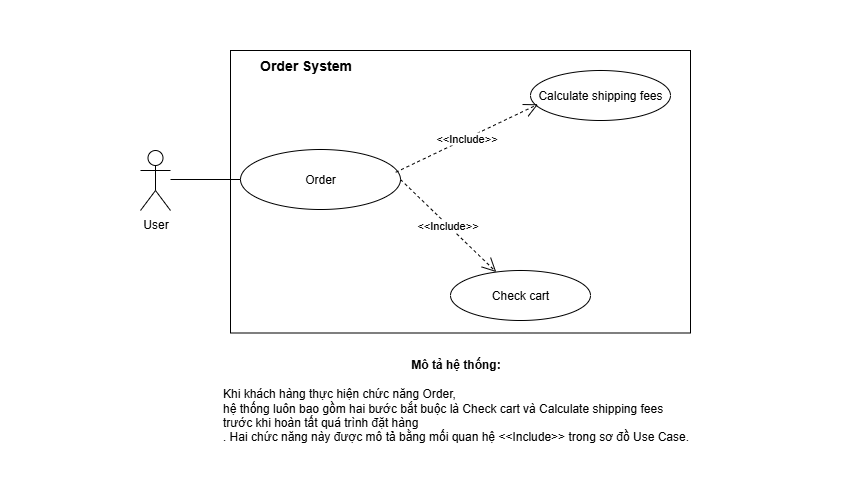 Order System
Calculate shipping fees
<<Include>>
Order
User
<<Include>>
Check cart
Mô tả hệ thống:
Khi khách hàng thực hiện chức năng Order,
hệ thống luôn bao gồm hai bước bắt buộc là Check cart và Calculate shipping fees
trước khi hoàn tất quá trình đặt hàng
. Hai chức năng này được mô tả bằng mối quan hệ <<Include>> trong sơ đồ Use Case.